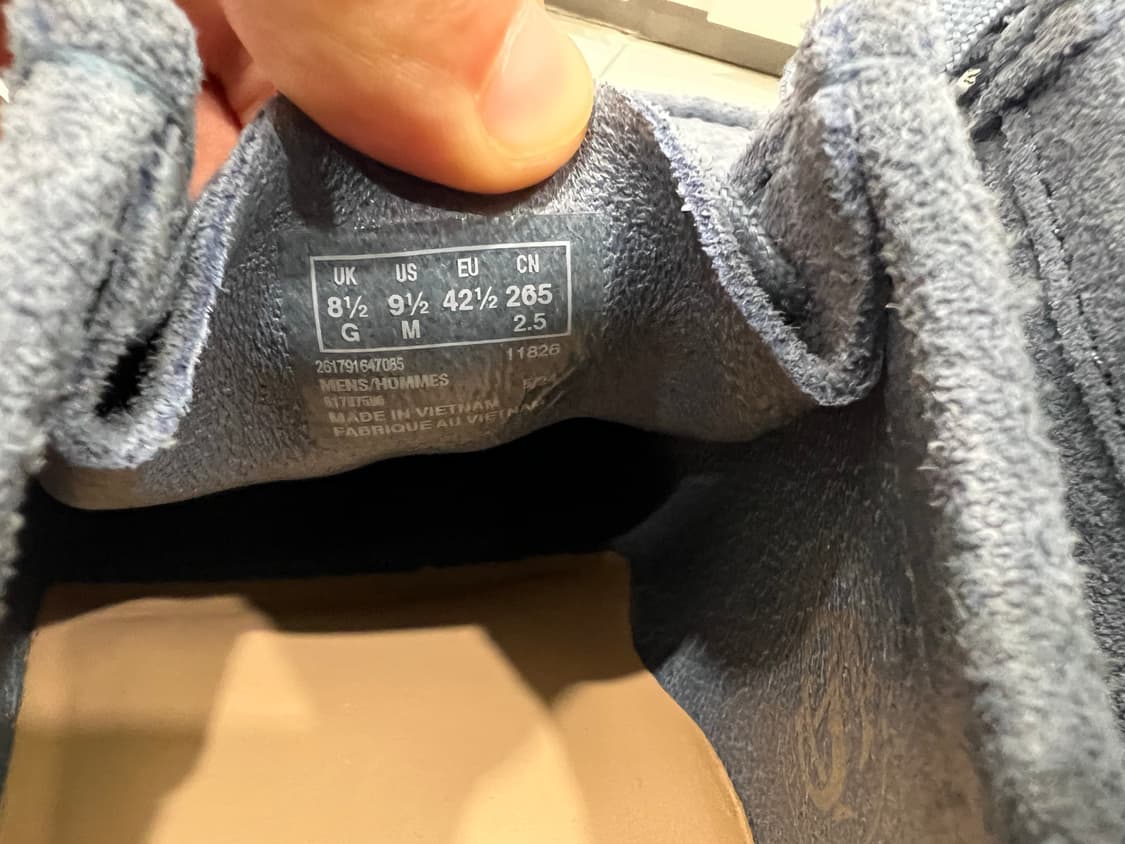 UK US EU CN
8½ 9½ 42½ 265
G M 2.5
261791647085 11826
MENS/HOMMES
MADE IN VIETNAM
FABRIQUE AU VIETNAM